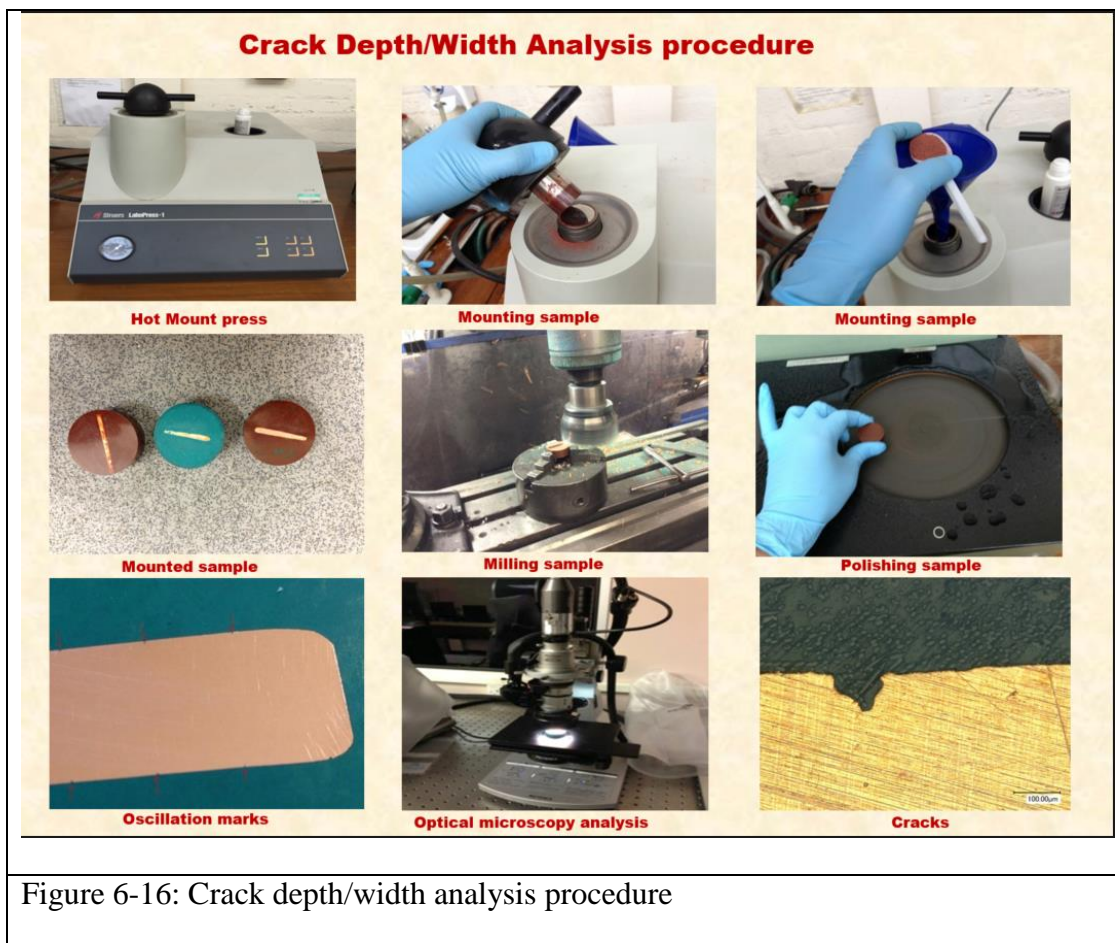 Crack Depth/Width Analysis procedure
Struers LaboPress-1
Hot Mount press
Mounting sample
Mounting sample
Mounted sample
Milling sample
Polishing sample
Oscillation marks
Optical microscopy analysis
100.00µm
Cracks
Figure 6-16: Crack depth/width analysis procedure